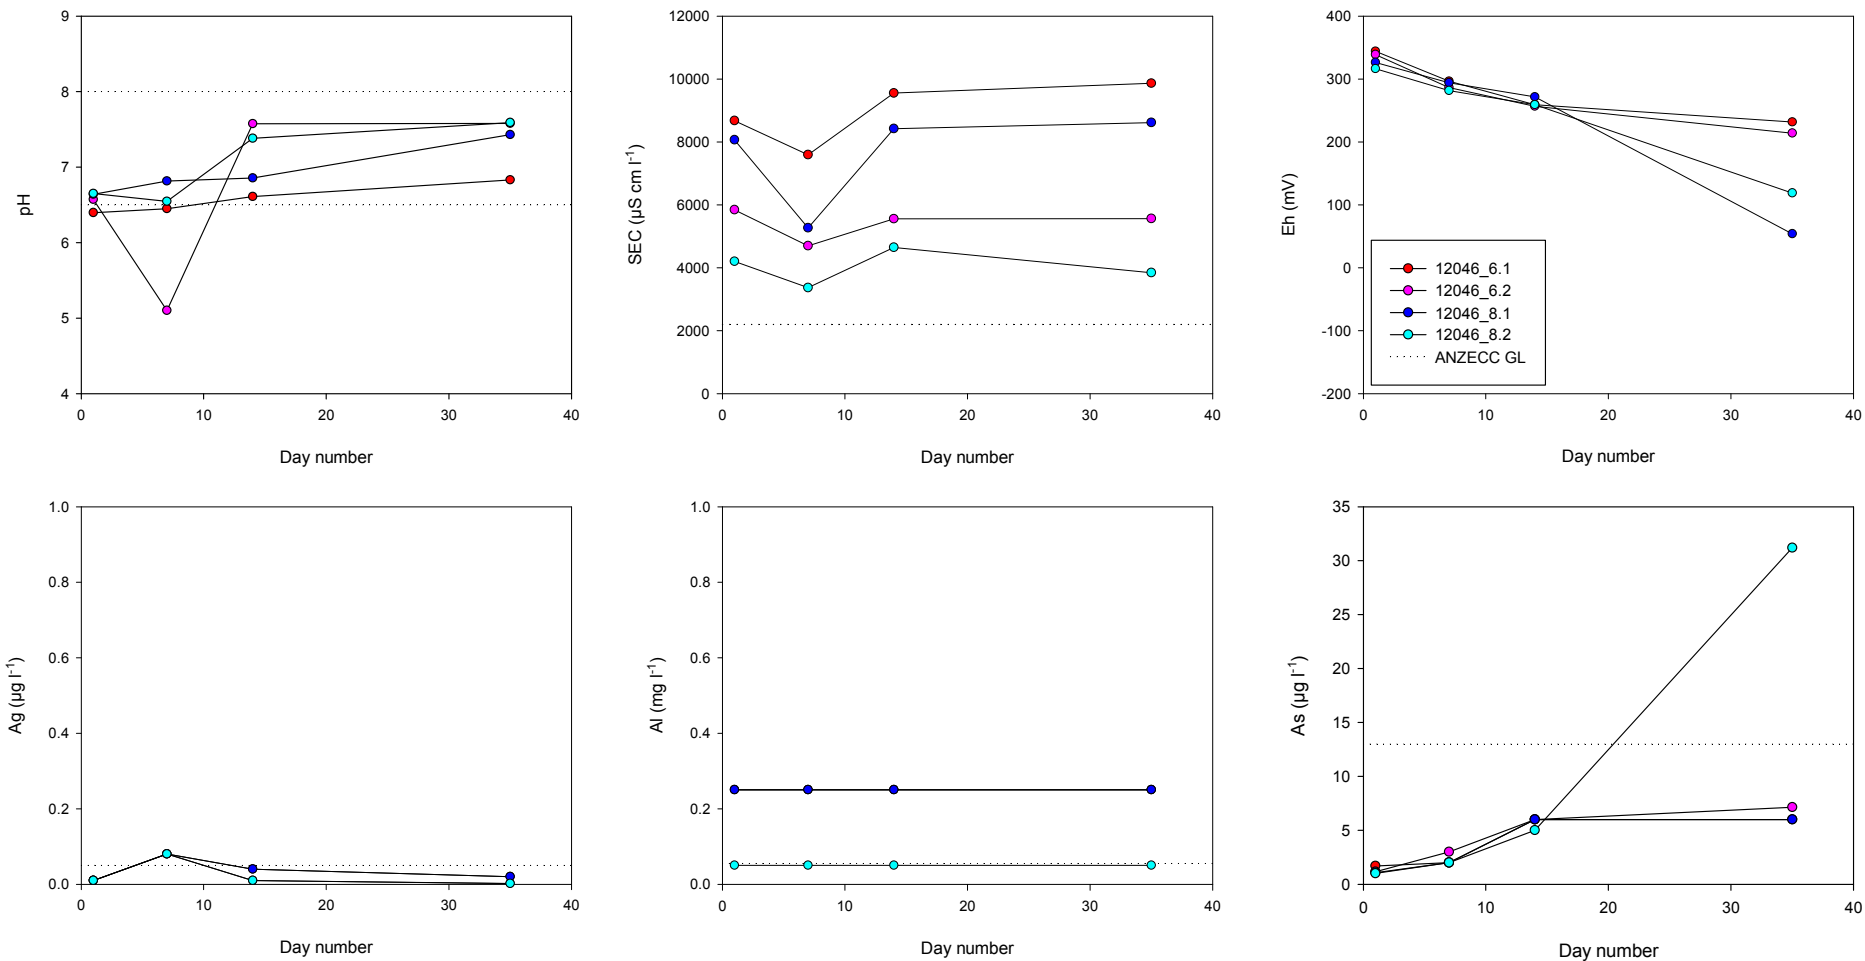 pH
9
8
7
6
5
4
0 10 20 30 40
Day number
SEC (µS cm l⁻¹)
12000
10000
8000
6000
4000
2000
0
0 10 20 30 40
Day number
Eh (mV)
400
300
200
100
0
-100
-200
12046_6.1
12046_6.2
12046_8.1
12046_8.2
ANZECC GL
0 10 20 30 40
Day number
Ag (µg l⁻¹)
1.0
0.8
0.6
0.4
0.2
0.0
0 10 20 30 40
Day number
Al (mg l⁻¹)
1.0
0.8
0.6
0.4
0.2
0.0
0 10 20 30 40
Day number
As (µg l⁻¹)
35
30
25
20
15
10
5
0
0 10 20 30 40
Day number